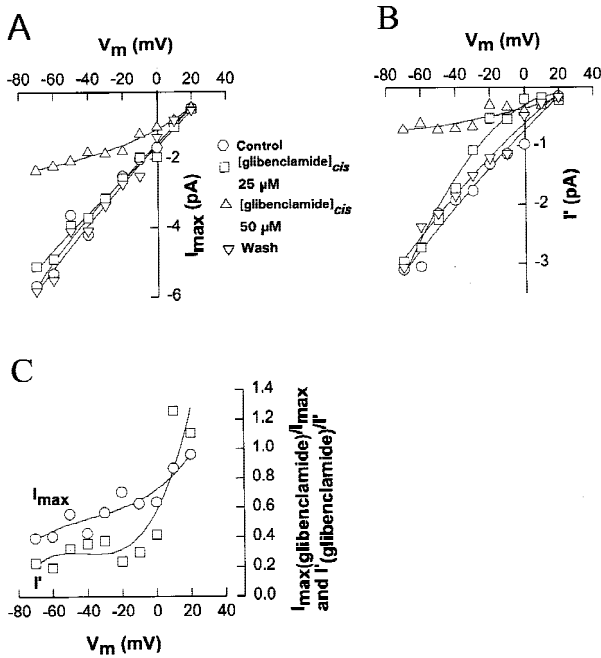 A
Vm (mV)
-80 -60 -40 -20 0 20 40
-2
-4
-6
Imax (pA)
Control
[glibenclamide]cis
25 µM
[glibenclamide]cis
50 µM
Wash
B
Vm (mV)
-80 -60 -40 -20 0 20 40
-1
-2
-3
I' (pA)
C
1.4
1.2
1.0
0.8
0.6
0.4
0.2
0.0
Imax(glibenclamide)/Imax
and I'(glibenclamide)/I'
Imax
I'
-80 -60 -40 -20 0 20 40
Vm (mV)